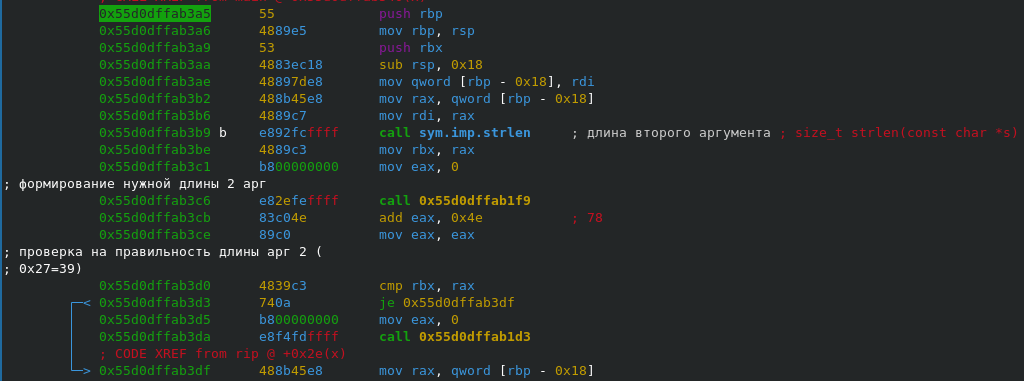 0x55d0dffab3a5 55 push rbp
0x55d0dffab3a6 4889e5 mov rbp, rsp
0x55d0dffab3a9 53 push rbx
0x55d0dffab3aa 4883ec18 sub rsp, 0x18
0x55d0dffab3ae 48897de8 mov qword [rbp - 0x18], rdi
0x55d0dffab3b2 488b45e8 mov rax, qword [rbp - 0x18]
0x55d0dffab3b6 4889c7 mov rdi, rax
0x55d0dffab3b9 b e892fcffff call sym.imp.strlen ; длина второго аргумента ; size_t strlen(const char *s)
0x55d0dffab3be 4889c3 mov rbx, rax
0x55d0dffab3c1 b800000000 mov eax, 0
; формирование нужной длины 2 арг
0x55d0dffab3c6 e82efeffff call 0x55d0dffab1f9
0x55d0dffab3cb 83c04e add eax, 0x4e ; 78
0x55d0dffab3ce 89c0 mov eax, eax
; проверка на правильность длины арг 2 (
; 0x27=39)
0x55d0dffab3d0 4839c3 cmp rbx, rax
< 0x55d0dffab3d3 740a je 0x55d0dffab3df
0x55d0dffab3d5 b800000000 mov eax, 0
0x55d0dffab3da e8f4fdffff call 0x55d0dffab1d3
; CODE XREF from rip @ +0x2e(x)
> 0x55d0dffab3df 488b45e8 mov rax, qword [rbp - 0x18]